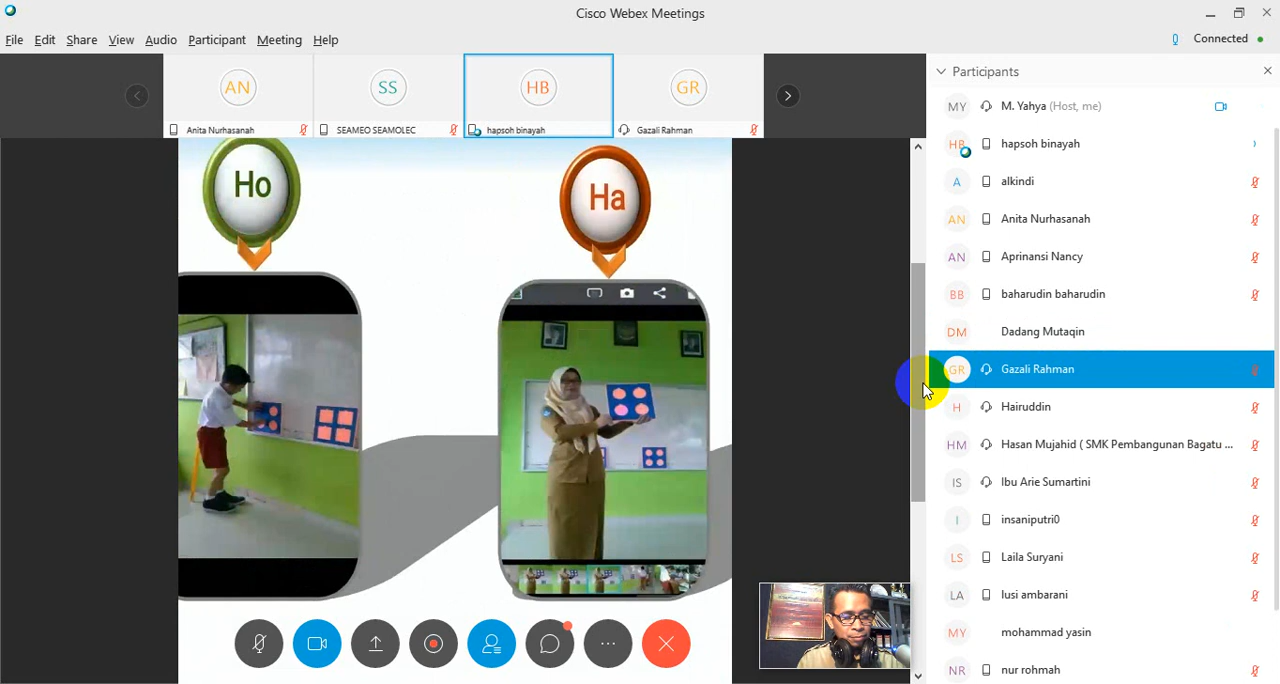 Cisco Webex Meetings
File Edit Share View Audio Participant Meeting Help
Connected
AN
SS
HB
GR
Anita Nurhasanah
SEAMEO SEAMOLEC
hapsoh binayah
Gazali Rahman
Ho
Ha
Participants
MY M. Yahya (Host, me)
HB hapsoh binayah
A alkindi
AN Anita Nurhasanah
AN Aprinansi Nancy
BB baharudin baharudin
DM Dadang Mutaqin
GR Gazali Rahman
H Hairuddin
HM Hasan Mujahid ( SMK Pembangunan Bagatu ...
IS Ibu Arie Sumartini
I insaniputri0
LS Laila Suryani
LA lusi ambarani
MY mohammad yasin
NR nur rohmah